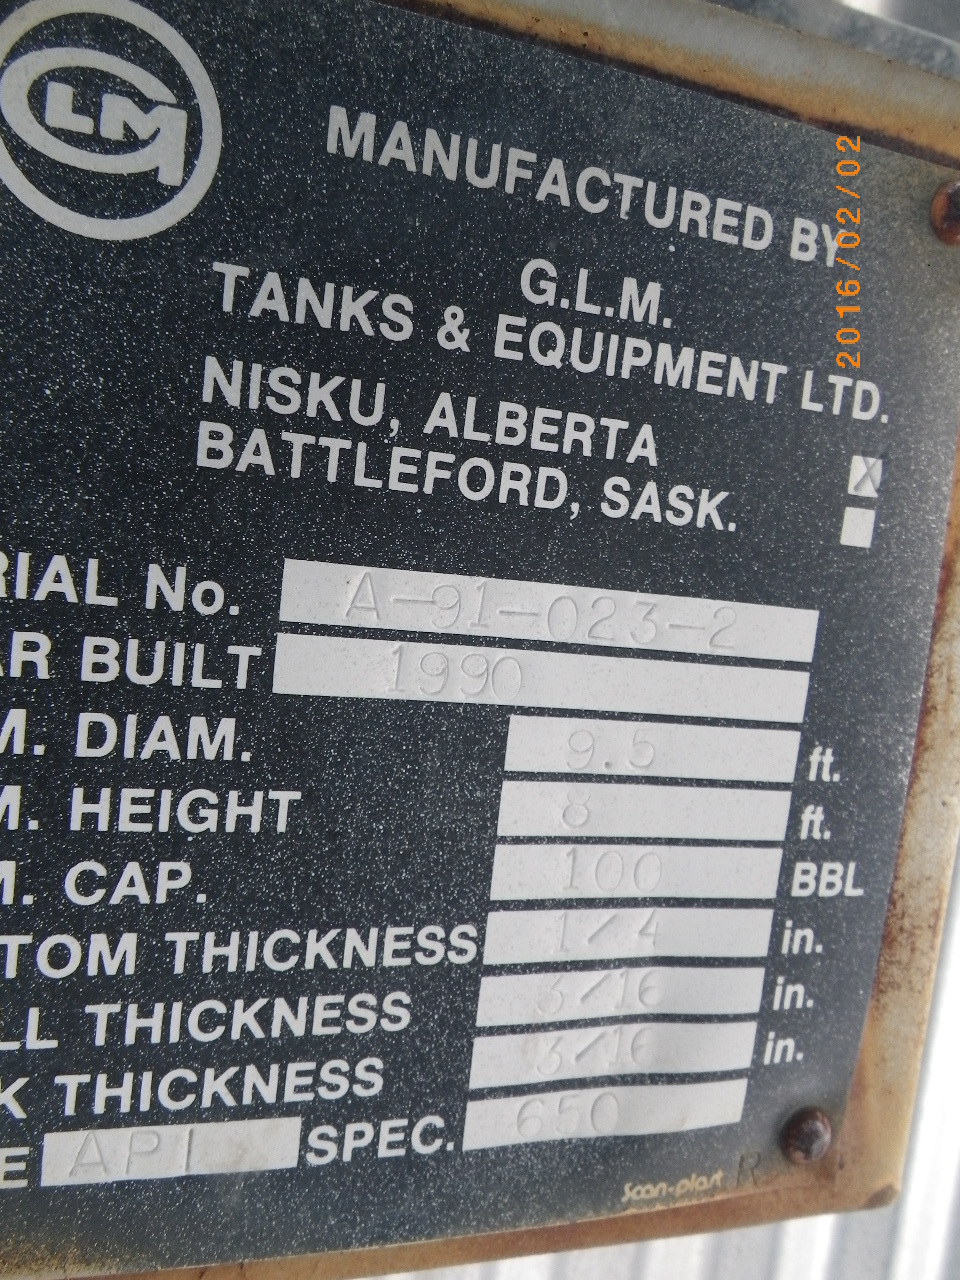 GLM
MANUFACTURED BY
G.L.M.
TANKS & EQUIPMENT LTD.
NISKU, ALBERTA X
BATTLEFORD, SASK.
RIAL No. A-91-023-2
AR BUILT 1990
M. DIAM. 9.5 ft.
M. HEIGHT 8 ft.
M. CAP. 100 BBL
TOM THICKNESS 1/4 in.
LL THICKNESS 3/16 in.
K THICKNESS 3/16 in.
E API SPEC. 650
Scan-plast R
2016/02/02